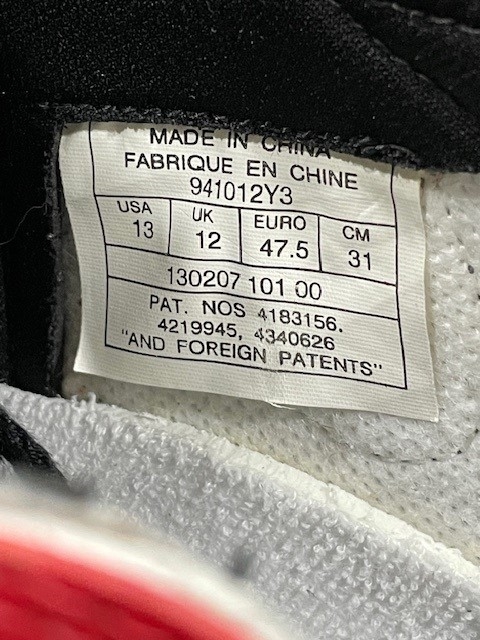 MADE IN CHINA
FABRIQUE EN CHINE
941012Y3
USA UK EURO CM
13 12 47.5 31
130207 101 00
PAT. NOS 4183156.
4219945, 4340626
"AND FOREIGN PATENTS"